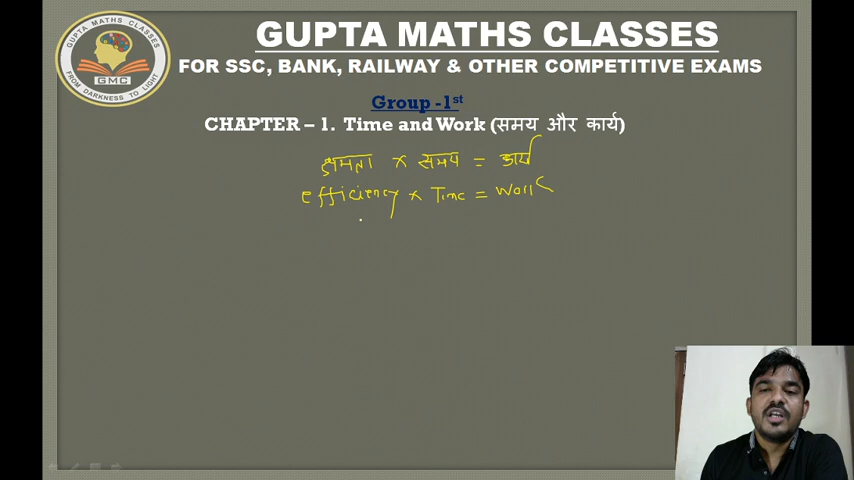 GUPTA MATHS CLASSES
GMC
FROM DARKNESS TO LIGHT
GUPTA MATHS CLASSES
FOR SSC, BANK, RAILWAY & OTHER COMPETITIVE EXAMS
Group -1st
CHAPTER – 1. Time and Work (समय और कार्य)
क्षमता × समय = कार्य
efficiency × Time = Work